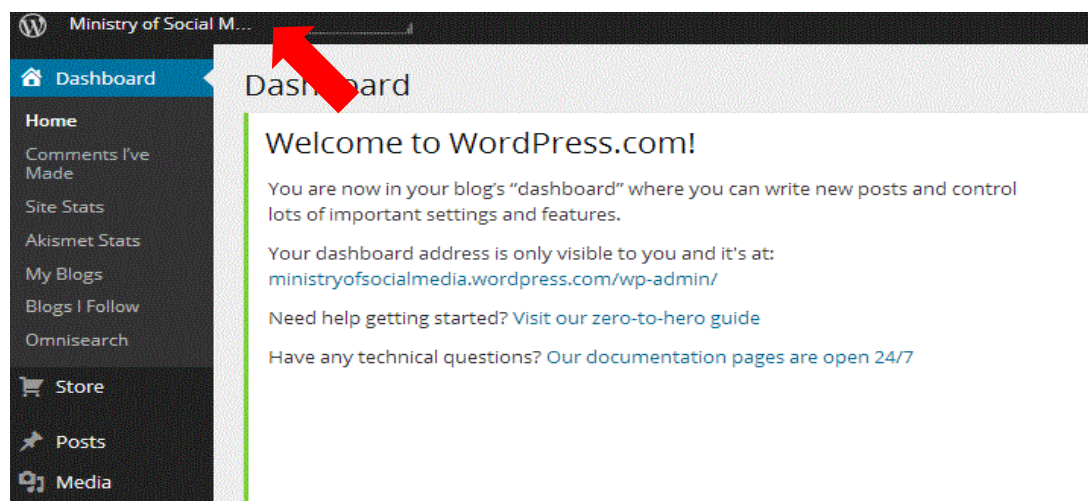 Ministry of Social M...
Dashboard
Dashboard
Home
Comments I've
Made
Site Stats
Akismet Stats
My Blogs
Blogs I Follow
Omnisearch
Store
Posts
Media
Welcome to WordPress.com!
You are now in your blog's “dashboard” where you can write new posts and control
lots of important settings and features.
Your dashboard address is only visible to you and it's at:
ministryofsocialmedia.wordpress.com/wp-admin/
Need help getting started? Visit our zero-to-hero guide
Have any technical questions? Our documentation pages are open 24/7